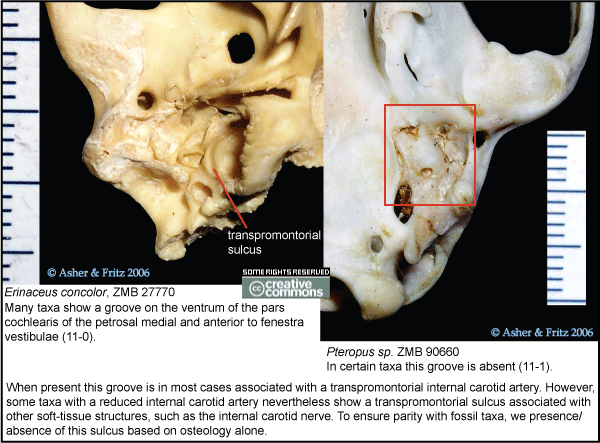 transpromontorial
sulcus
© Asher & Fritz 2006
SOME RIGHTS RESERVED
creative
commons
Erinaceus concolor, ZMB 27770
Many taxa show a groove on the ventrum of the pars
cochlearis of the petrosal medial and anterior to fenestra
vestibulae (11-0).
© Asher & Fritz 2006
Pteropus sp. ZMB 90660
In certain taxa this groove is absent (11-1).
When present this groove is in most cases associated with a transpromontorial internal carotid artery. However,
some taxa with a reduced internal carotid artery nevertheless show a transpromontorial sulcus associated with
other soft-tissue structures, such as the internal carotid nerve. To ensure parity with fossil taxa, we presence/
absence of this sulcus based on osteology alone.